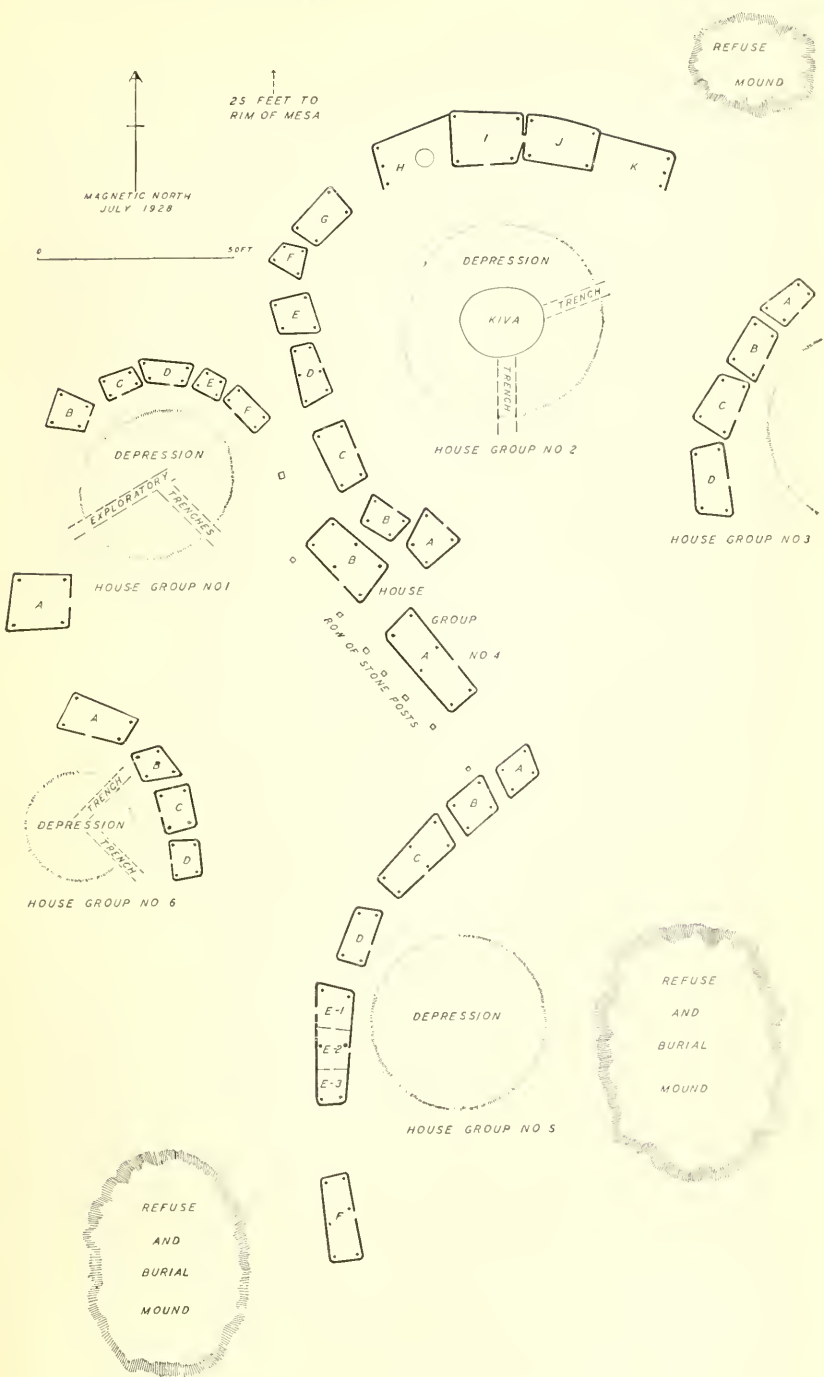 REFUSE
MOUND
25 FEET TO
RIM OF MESA
MAGNETIC NORTH
JULY 1928
0 50FT
H
I
J
K
G
F
E
D
C
B
A
DEPRESSION
KIVA
TRENCH
TRENCH
HOUSE GROUP NO 2
A
B
C
D
HOUSE GROUP NO 3
B
C
D
E
F
DEPRESSION
EXPLORATORY
TRENCHES
HOUSE GROUP NO 1
A
B
HOUSE
GROUP
NO 4
A
ROW OF STONE POSTS
A
B
C
D
TRENCH
DEPRESSION
TRENCH
HOUSE GROUP NO 6
A
B
C
D
E-1
E-2
E-3
F
DEPRESSION
HOUSE GROUP NO 5
REFUSE
AND
BURIAL
MOUND
REFUSE
AND
BURIAL
MOUND